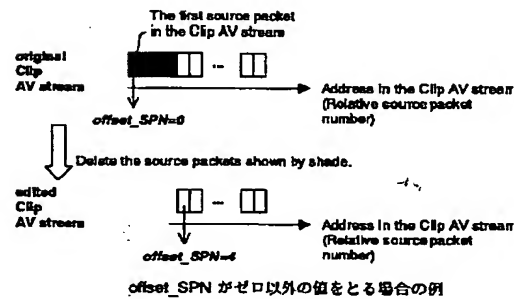 The first source packet
in the Clip AV stream
original
Clip
AV stream
...
Address in the Clip AV stream
(Relative source packet
number)
offset_SPN=0
Delete the source packets shown by shade.
edited
Clip
AV stream
...
Address in the Clip AV stream
(Relative source packet
number)
offset_SPN=4
offset_SPN がゼロ以外の値をとる場合の例